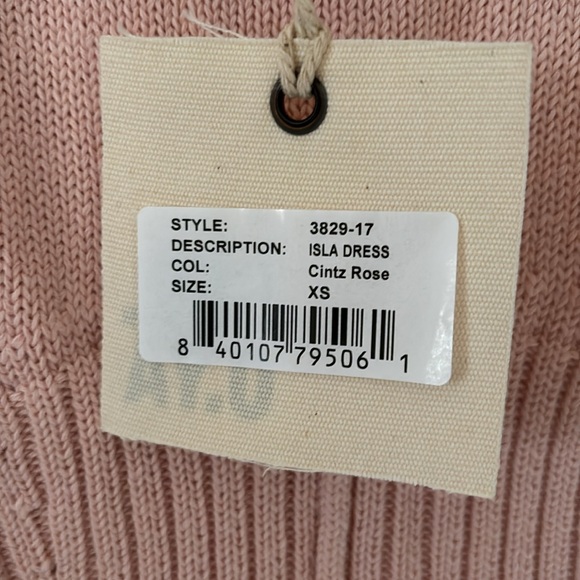 STYLE: 3829-17
DESCRIPTION: ISLA DRESS
COL: Cintz Rose
SIZE: XS
8 40107 79506 1